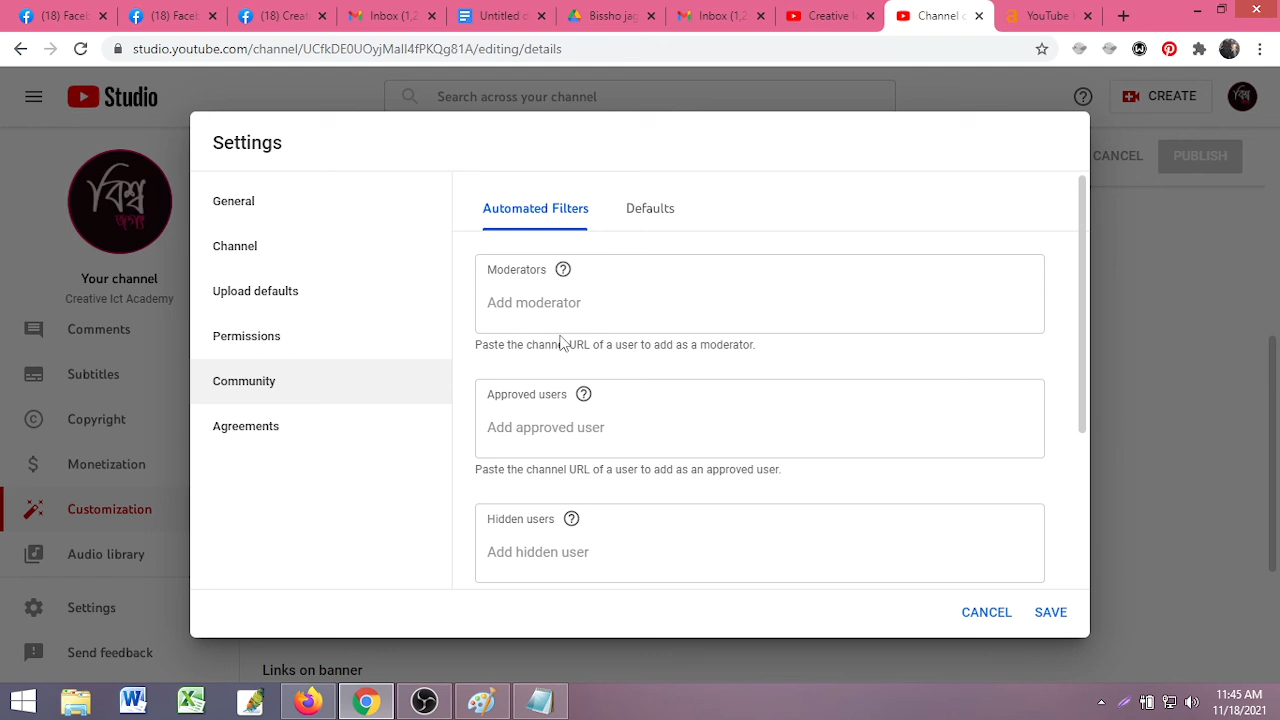 (18) Faceb
(18) Faceb
(18) Creat
Inbox (1,2
Untitled d
Bissho jag
Inbox (1,2
Creative I
Channel c
YouTube M
studio.youtube.com/channel/UCfkDE0UOyjMalI4fPKQg81A/editing/details
Studio
Search across your channel
CREATE
Settings
CANCEL
PUBLISH
বিশ্ব
Your channel
Creative Ict Academy
Comments
Subtitles
Copyright
Monetization
Customization
Audio library
Settings
Send feedback
General
Channel
Upload defaults
Permissions
Community
Agreements
Automated Filters
Defaults
Moderators
Add moderator
Paste the channel URL of a user to add as a moderator.
Approved users
Add approved user
Paste the channel URL of a user to add as an approved user.
Hidden users
Add hidden user
CANCEL
SAVE
Links on banner
11:45 AM
11/18/2021